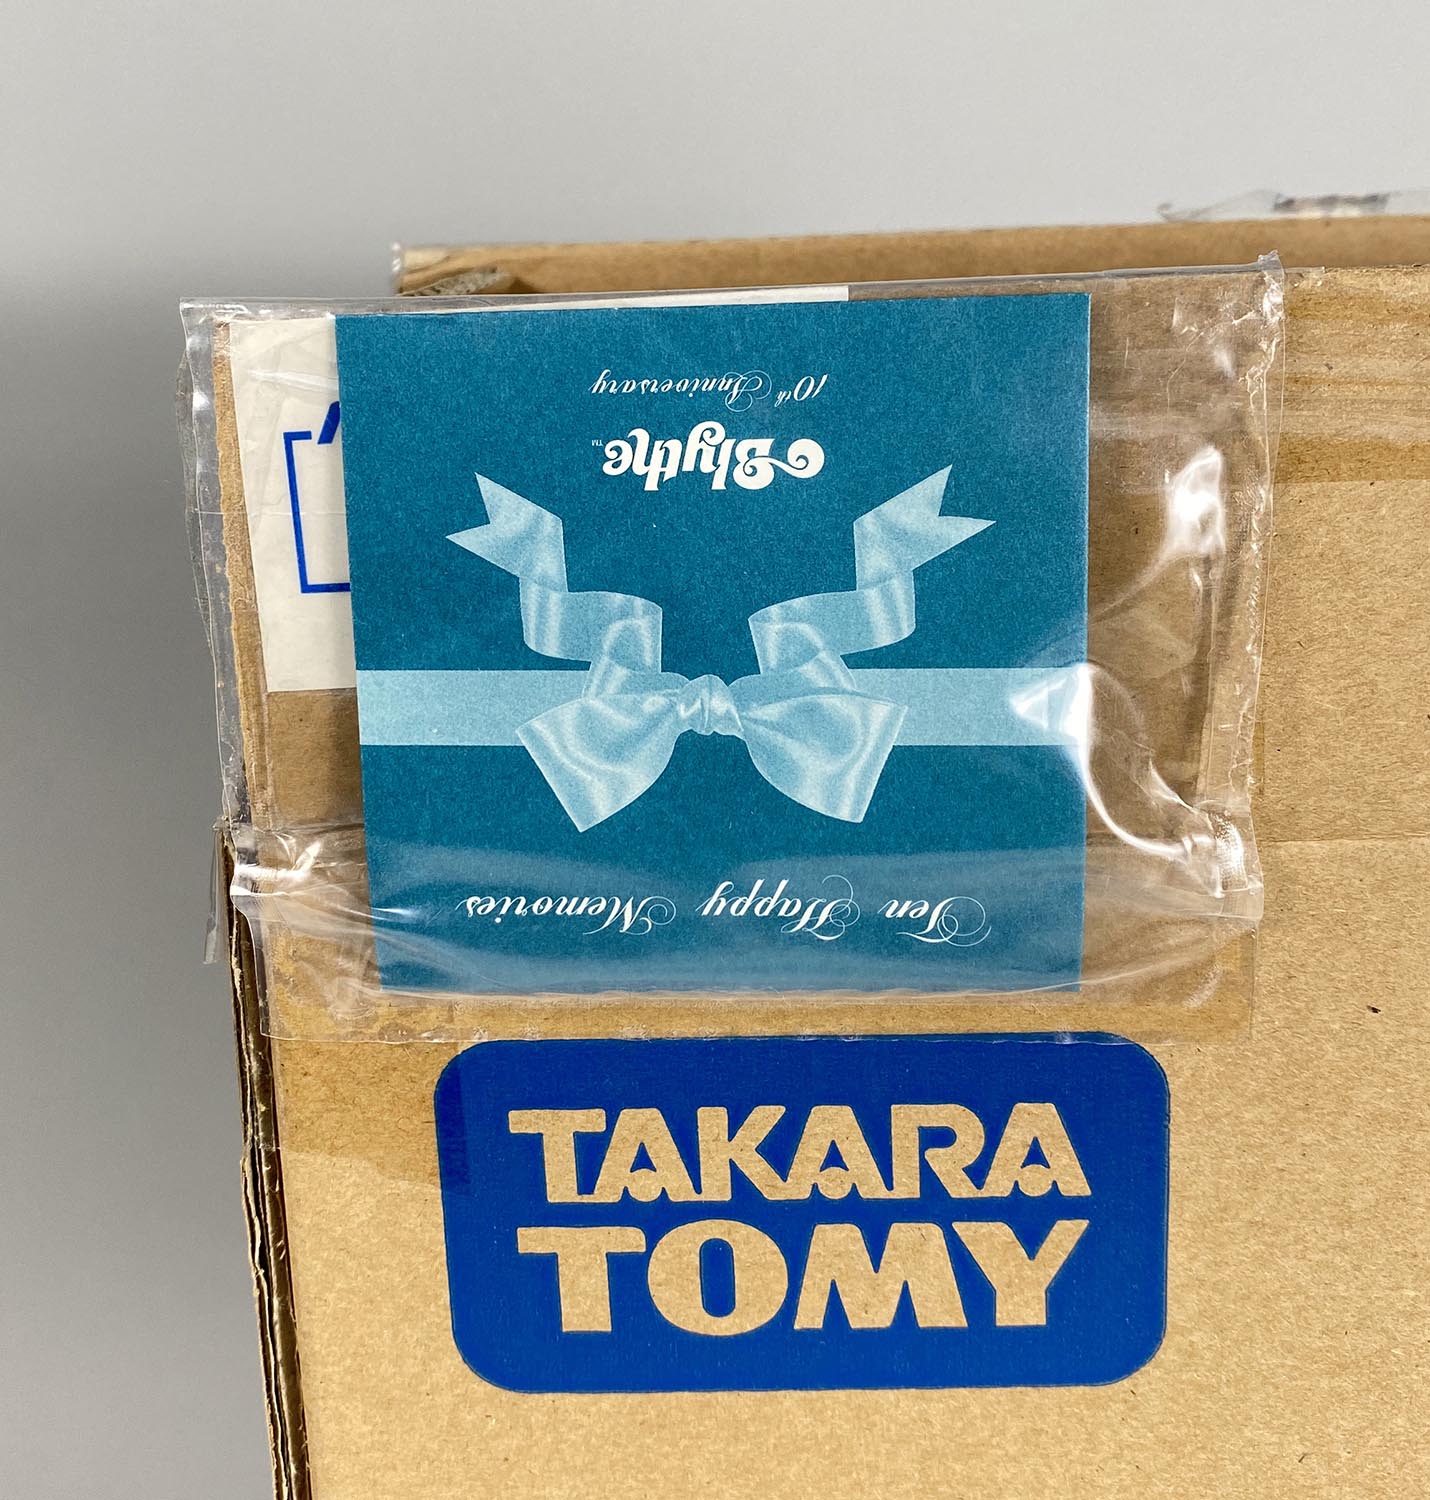 Ten Happy Memories
Blythe™
10th Anniversary
TAKARA
TOMY